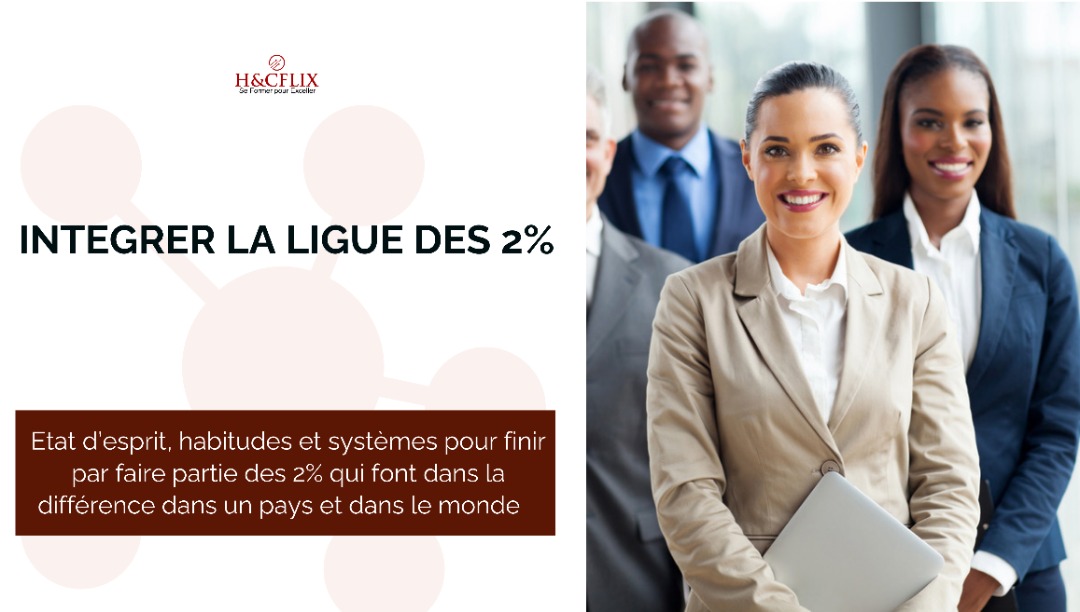 H&CFLIX
Se Former pour Exceller
INTEGRER LA LIGUE DES 2%
Etat d'esprit, habitudes et systèmes pour finir
par faire partie des 2% qui font dans la
différence dans un pays et dans le monde